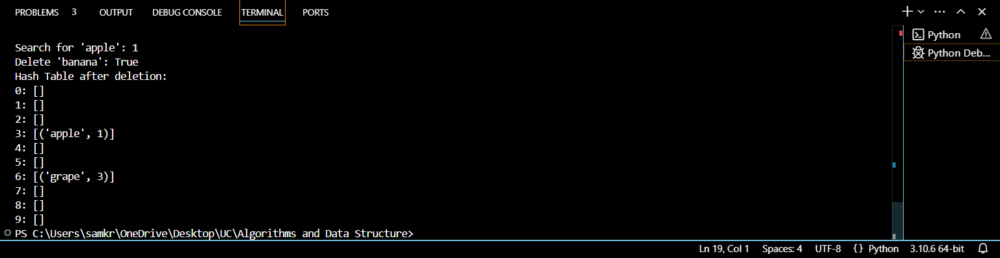 PROBLEMS 3 OUTPUT DEBUG CONSOLE TERMINAL PORTS
Search for 'apple': 1
Delete 'banana': True
Hash Table after deletion:
0: []
1: []
2: []
3: [('apple', 1)]
4: []
5: []
6: [('grape', 3)]
7: []
8: []
9: []
PS C:\Users\samkr\OneDrive\Desktop\UC\Algorithms and Data Structure>
Python
Python Deb...
Ln 19, Col 1 Spaces: 4 UTF-8 {} Python 3.10.6 64-bit